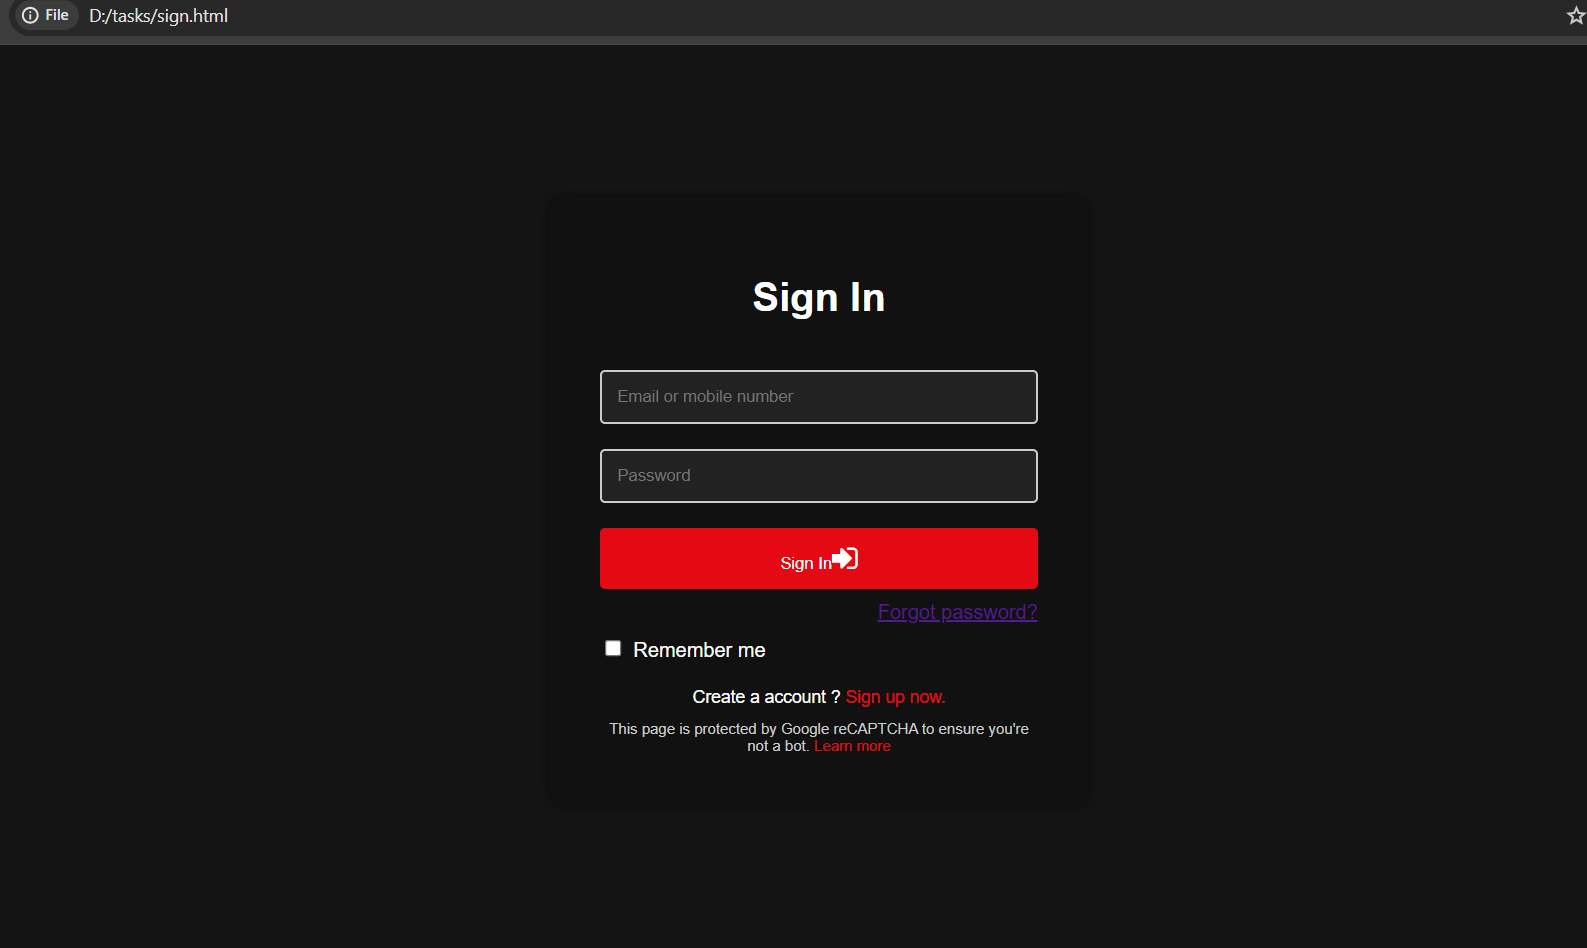 File D:/tasks/sign.html
Sign In
Email or mobile number
Password
Sign In
Forgot password?
Remember me
Create a account ? Sign up now.
This page is protected by Google reCAPTCHA to ensure you're
not a bot. Learn more